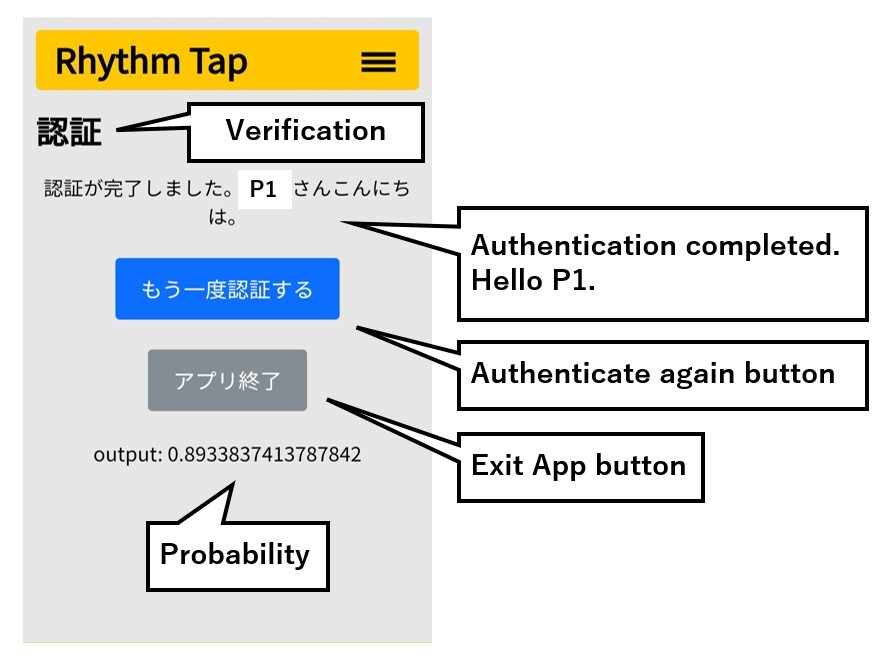 Rhythm Tap
認証
Verification
認証が完了しました。 P1 さんこんにち
は。
Authentication completed.
Hello P1.
もう一度認証する
Authenticate again button
アプリ終了
Exit App button
output: 0.8933837413787842
Probability